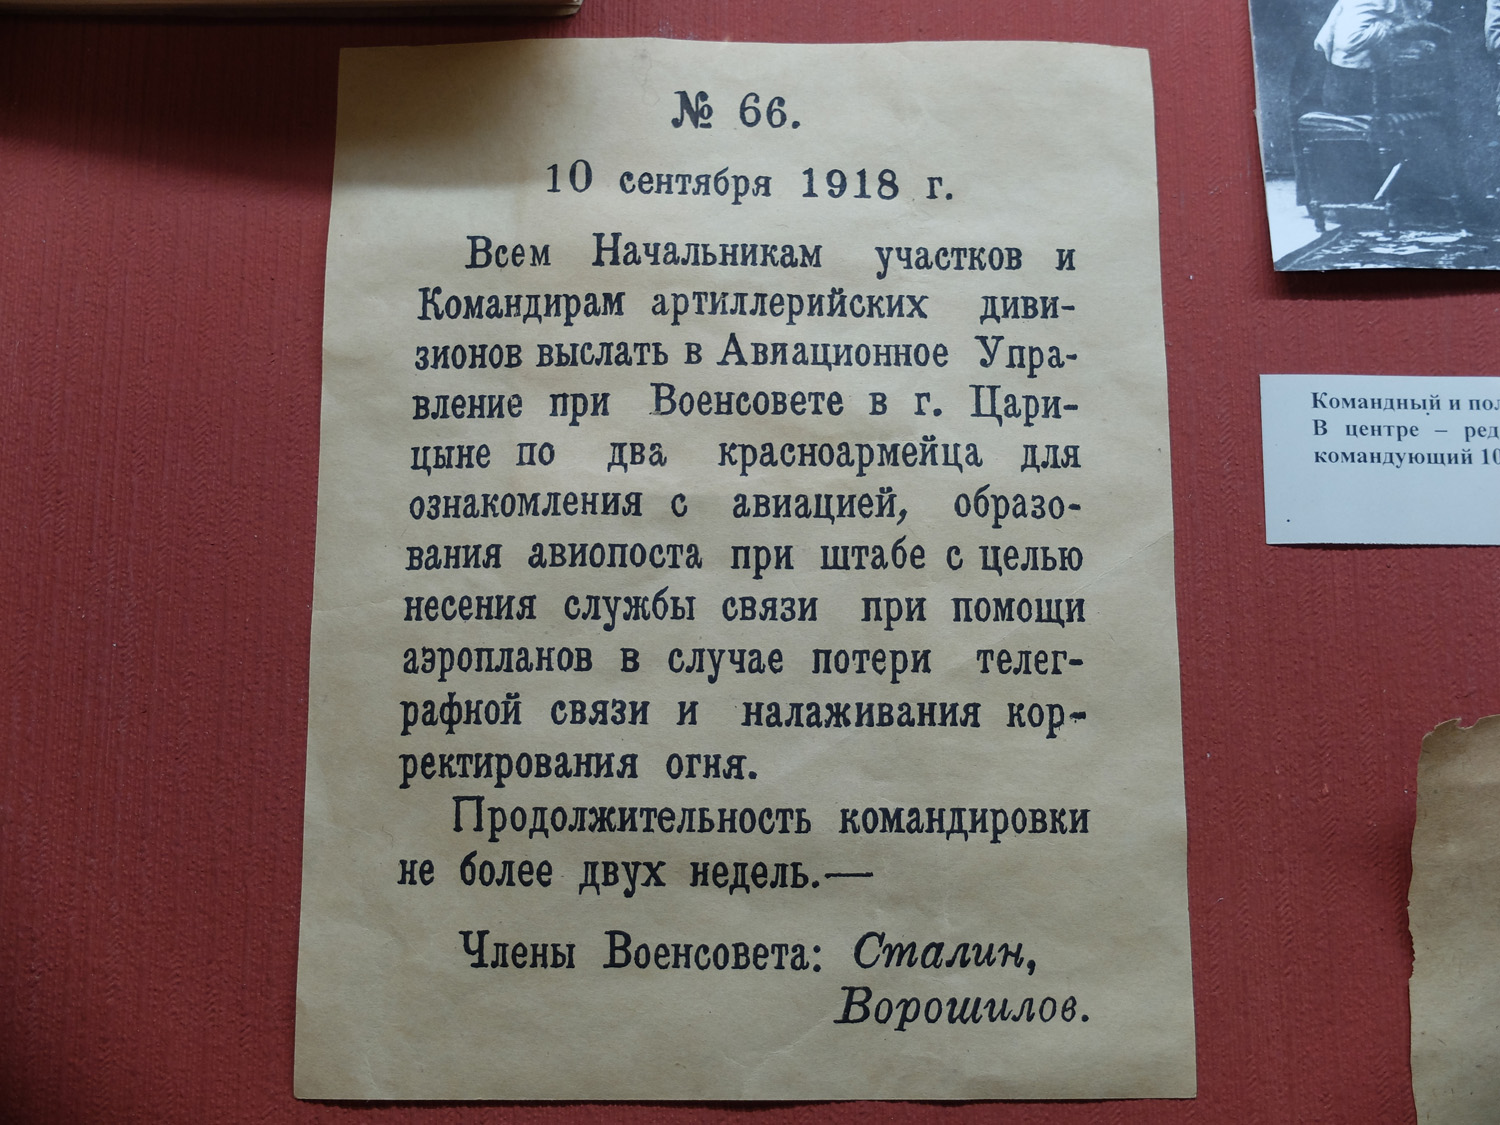 № 66.
10 сентября 1918 г.
Всем Начальникам участков и
Командирам артиллерийских диви-
зионов выслать в Авиационное Упра-
вление при Военсовете в г. Цари-
цыне по два красноармейца для
ознакомления с авиацией, образо-
вания авиопоста при штабе с целью
несения службы связи при помощи
аэропланов в случае потери телег-
рафной связи и налаживания кор-
ректирования огня.
Продолжительность командировки
не более двух недель.—
Члены Военсовета: Сталин,
Ворошилов.
Командный и
В центре –
командующий 10